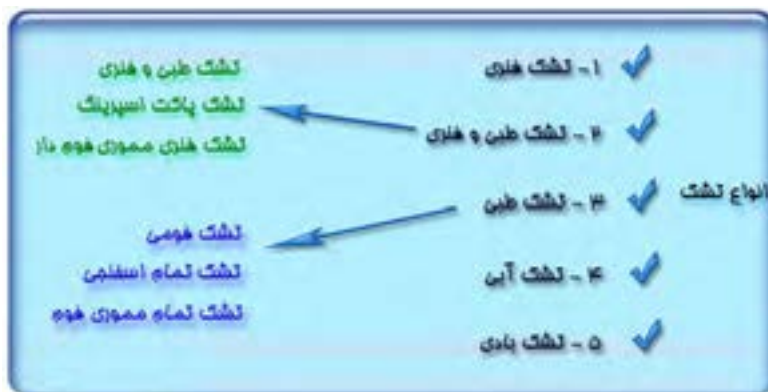 انواع تشک
۱- تشک فنری
۲ - تشک طبی و فنری
۳ - تشک طبی
۴ - تشک آبی
۵ - تشک بادی
تشک طبی و فنری
تشک پاکت اسپرینگ
تشک فنری مموری فوم دار
تشک فومی
تشک تمام اسفنجی
تشک تمام مموری فوم